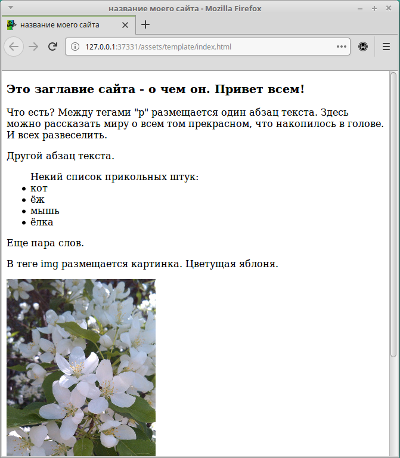 название моего сайта - Mozilla Firefox
название моего сайта
127.0.0.1:37331/assets/template/index.html
Это заглавие сайта - о чем он. Привет всем!
Что есть? Между тегами "p" размещается один абзац текста. Здесь
можно рассказать миру о всем том прекрасном, что накопилось в голове.
И всех развеселить.
Другой абзац текста.
Некий список прикольных штук:
кот
ёж
мышь
ёлка
Еще пара слов.
В теге img размещается картинка. Цветущая яблоня.